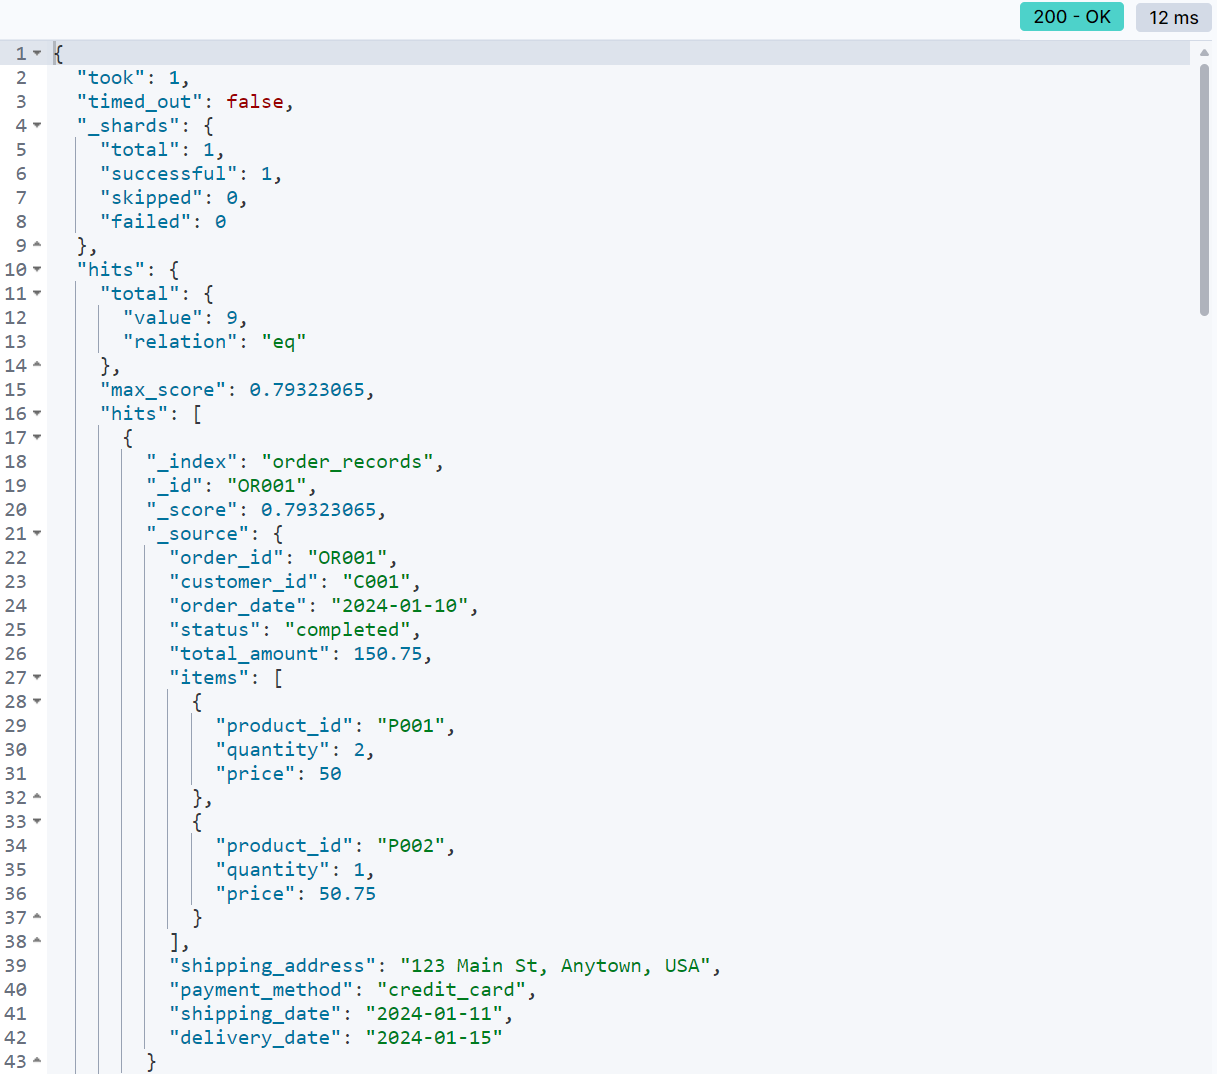 200 - OK 12 ms
1 {
2 "took": 1,
3 "timed_out": false,
4 "_shards": {
5 "total": 1,
6 "successful": 1,
7 "skipped": 0,
8 "failed": 0
9 },
10 "hits": {
11 "total": {
12 "value": 9,
13 "relation": "eq"
14 },
15 "max_score": 0.79323065,
16 "hits": [
17 {
18 "_index": "order_records",
19 "_id": "OR001",
20 "_score": 0.79323065,
21 "_source": {
22 "order_id": "OR001",
23 "customer_id": "C001",
24 "order_date": "2024-01-10",
25 "status": "completed",
26 "total_amount": 150.75,
27 "items": [
28 {
29 "product_id": "P001",
30 "quantity": 2,
31 "price": 50
32 },
33 {
34 "product_id": "P002",
35 "quantity": 1,
36 "price": 50.75
37 }
38 ],
39 "shipping_address": "123 Main St, Anytown, USA",
40 "payment_method": "credit_card",
41 "shipping_date": "2024-01-11",
42 "delivery_date": "2024-01-15"
43 }